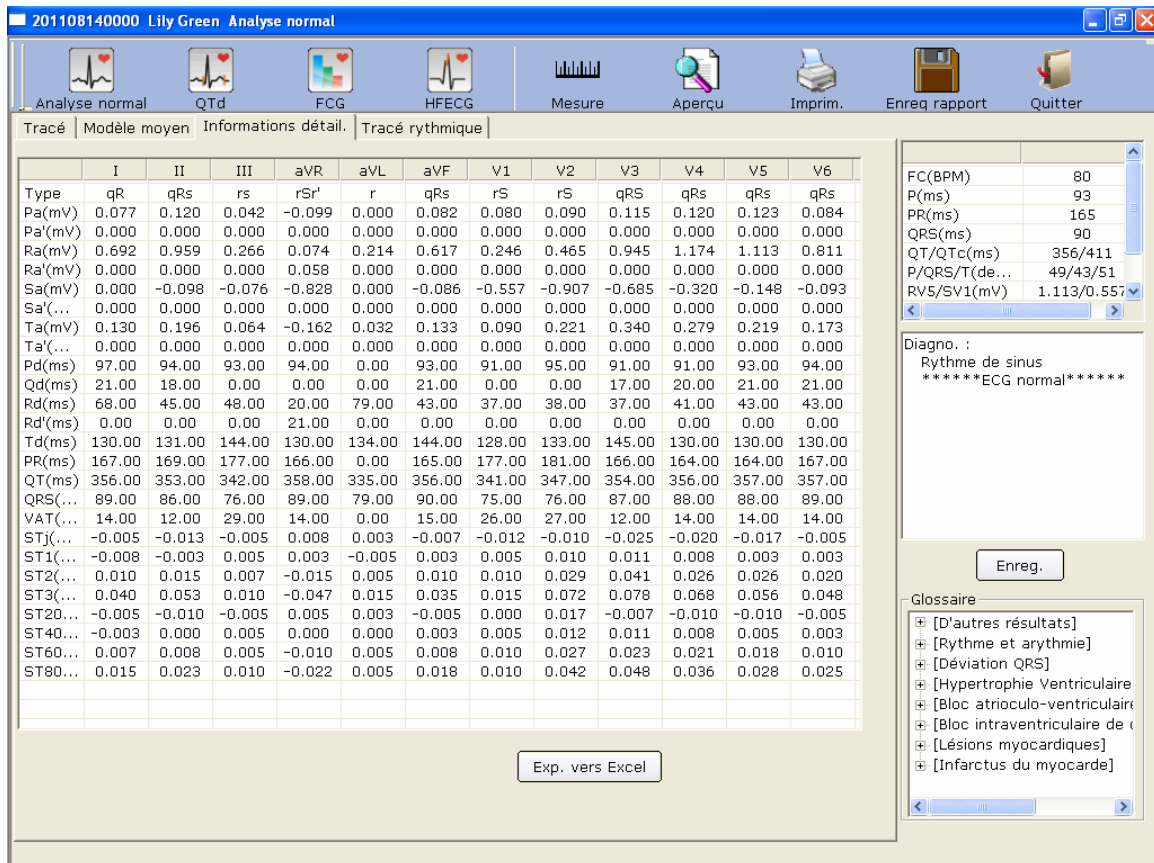 201108140000 Lily Green Analyse normal
Analyse normal QTd FCG HFECG Mesure Aperçu Imprim. Enreq rapport Quitter
Tracé Modèle moyen Informations détail. Tracé rythmique
I II III aVR aVL aVF V1 V2 V3 V4 V5 V6
Type qR qRs rs rSr' r qRs rS rSr' qRS qRs qRs qRs
Pa(mV) 0.077 0.120 0.042 -0.099 0.000 0.082 0.080 0.090 0.115 0.120 0.123 0.084
Pa'(mV) 0.000 0.000 0.000 0.000 0.000 0.000 0.000 0.000 0.000 0.000 0.000 0.000
Ra(mV) 0.692 0.959 0.266 0.074 0.214 0.617 0.246 0.465 0.945 1.174 1.113 0.811
Ra'(mV) 0.000 0.000 0.000 0.058 0.000 0.000 0.000 0.000 0.000 0.000 0.000 0.000
Sa(mV) 0.000 -0.098 -0.076 -0.828 0.000 -0.086 -0.557 -0.907 -0.685 -0.320 -0.148 -0.093
Sa'(... 0.000 0.000 0.000 0.000 0.000 0.000 0.000 0.000 0.000 0.000 0.000 0.000
Ta(mV) 0.130 0.196 0.064 -0.162 0.032 0.133 0.090 0.221 0.340 0.279 0.219 0.173
Ta'(... 0.000 0.000 0.000 0.000 0.000 0.000 0.000 0.000 0.000 0.000 0.000 0.000
Pd(ms) 97.00 94.00 93.00 94.00 0.00 93.00 91.00 95.00 91.00 91.00 93.00 94.00
Qd(ms) 21.00 18.00 0.00 0.00 0.00 21.00 0.00 0.00 17.00 20.00 21.00 21.00
Rd(ms) 68.00 45.00 48.00 20.00 79.00 43.00 37.00 38.00 37.00 41.00 43.00 43.00
Rd'(ms) 0.00 0.00 0.00 21.00 0.00 0.00 0.00 0.00 0.00 0.00 0.00 0.00
Td(ms) 130.00 131.00 144.00 130.00 134.00 144.00 128.00 133.00 145.00 130.00 130.00 130.00
PR(ms) 167.00 169.00 177.00 166.00 0.00 165.00 177.00 181.00 166.00 164.00 164.00 167.00
QT(ms) 356.00 353.00 342.00 358.00 335.00 356.00 341.00 347.00 354.00 356.00 357.00 357.00
QRS(... 89.00 86.00 76.00 89.00 79.00 90.00 75.00 76.00 87.00 88.00 88.00 89.00
VAT(... 14.00 12.00 29.00 14.00 0.00 15.00 26.00 27.00 12.00 14.00 14.00 14.00
STj(... -0.005 -0.013 -0.005 0.008 0.003 -0.007 -0.012 -0.010 -0.025 -0.020 -0.017 -0.005
ST1(... -0.008 -0.003 0.005 0.003 -0.005 0.003 0.005 0.010 0.011 0.008 0.003 0.003
ST2(... 0.010 0.015 0.007 -0.015 0.005 0.010 0.010 0.029 0.041 0.026 0.026 0.020
ST3(... 0.040 0.053 0.010 -0.047 0.015 0.035 0.015 0.072 0.078 0.068 0.056 0.048
ST20... -0.005 -0.010 -0.005 0.005 0.003 -0.005 0.000 0.017 -0.007 -0.010 -0.010 -0.005
ST40... -0.003 0.000 0.005 0.000 0.000 0.003 0.005 0.012 0.011 0.008 0.005 0.003
ST60... 0.007 0.008 0.005 -0.010 0.005 0.008 0.010 0.027 0.023 0.021 0.018 0.010
ST80... 0.015 0.023 0.010 -0.022 0.005 0.018 0.010 0.042 0.048 0.036 0.028 0.025
Exp. vers Excel
FC(BPM) 80
P(ms) 93
PR(ms) 165
QRS(ms) 90
QT/QTc(ms) 356/411
P/QRS/T(de... 49/43/51
RV5/SV1(mV) 1.113/0.557
Diagno. :
Rythme de sinus
******ECG normal******
Enreg.
Glossaire
[D'autres résultats]
[Rythme et arythmie]
[Déviation QRS]
[Hypertrophie Ventriculaire
[Bloc atrioculo-ventriculaire
[Bloc intraventriculaire de
[Lésions myocardiques]
[Infarctus du myocarde]